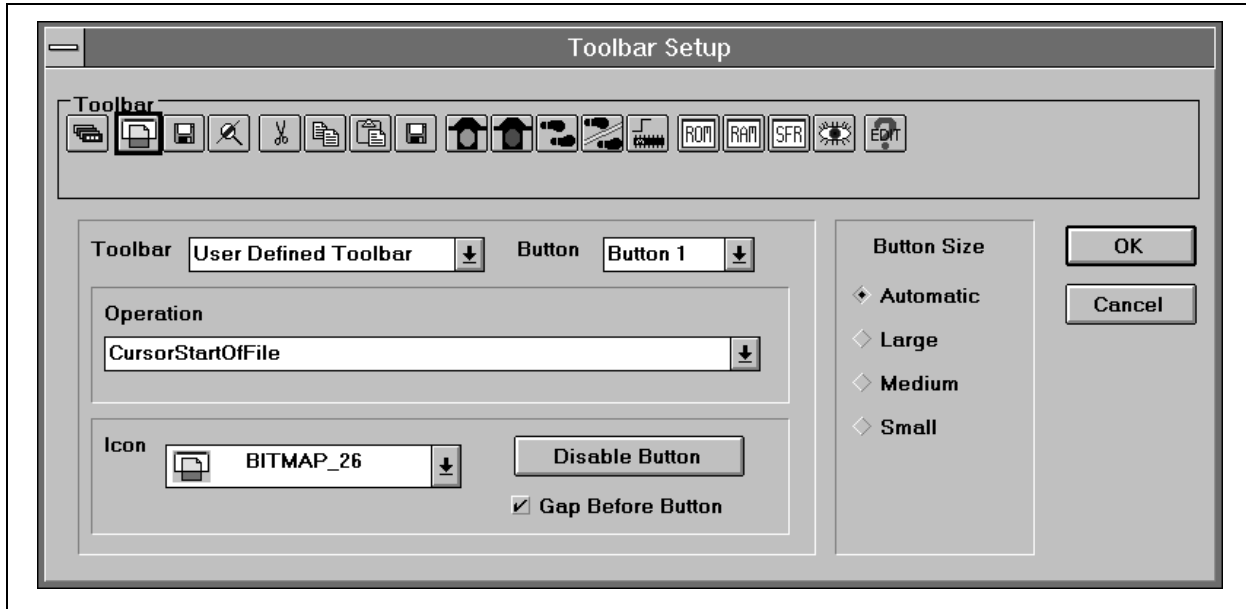 Toolbar Setup
Toolbar
ROM RAM SFR EDIT
Toolbar User Defined Toolbar Button Button 1
Operation
CursorStartOfFile
Icon BITMAP_26 Disable Button
Gap Before Button
Button Size
Automatic
Large
Medium
Small
OK
Cancel